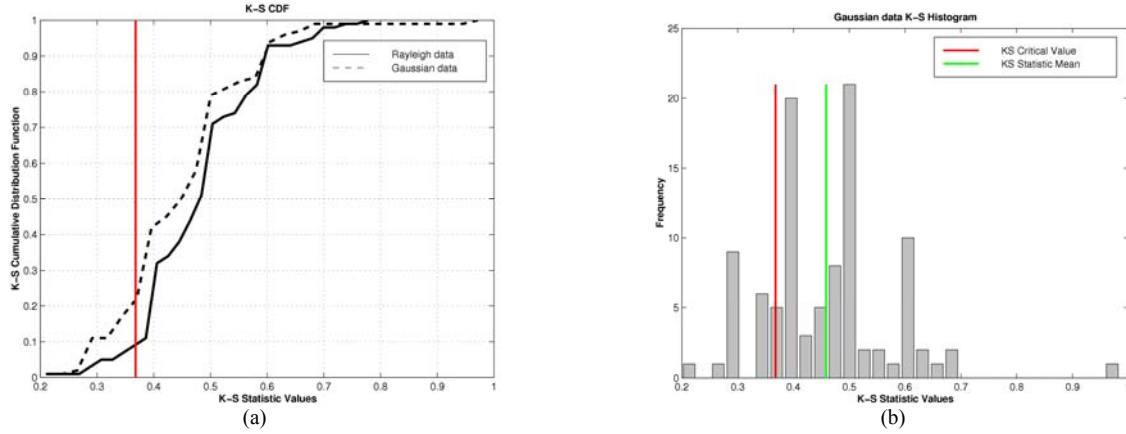 K-S CDF
K-S Cumulative Distribution Function
1
0.9
0.8
0.7
0.6
0.5
0.4
0.3
0.2
0.1
0
Rayleigh data
Gaussian data
0.2 0.3 0.4 0.5 0.6 0.7 0.8 0.9 1
K-S Statistic Values
(a)
Gaussian data K-S Histogram
Frequency
25
20
15
10
5
0
KS Critical Value
KS Statistic Mean
0.2 0.3 0.4 0.5 0.6 0.7 0.8 0.9 1
K-S Statistic Values
(b)